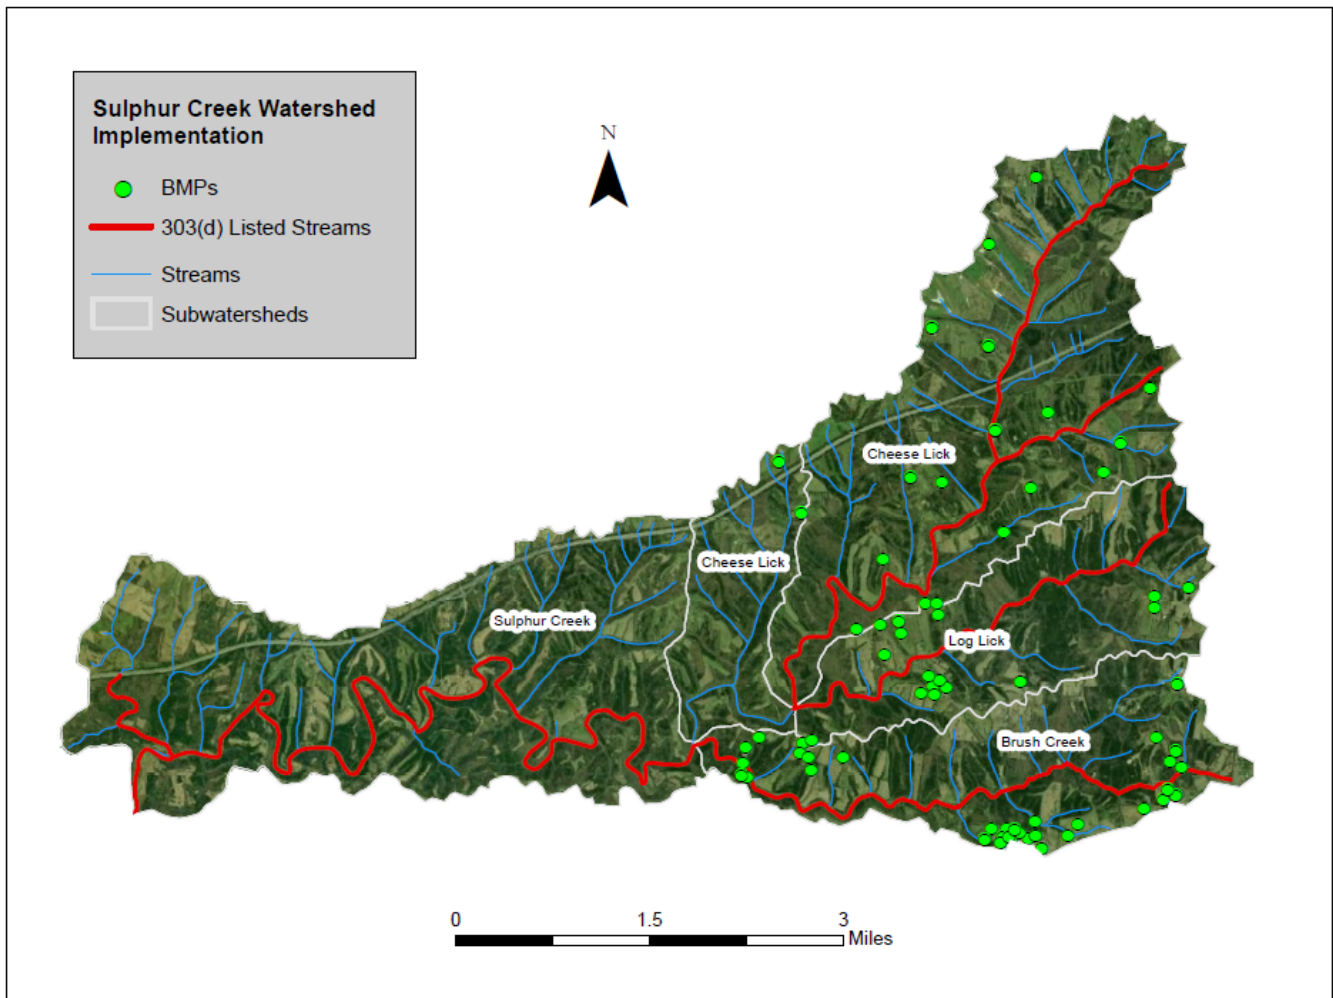 Sulphur Creek Watershed
Implementation
BMPs
303(d) Listed Streams
Streams
Subwatersheds
N
Cheese Lick
Cheese Lick
Sulphur Creek
Log Lick
Brush Creek
0 1.5 3
Miles